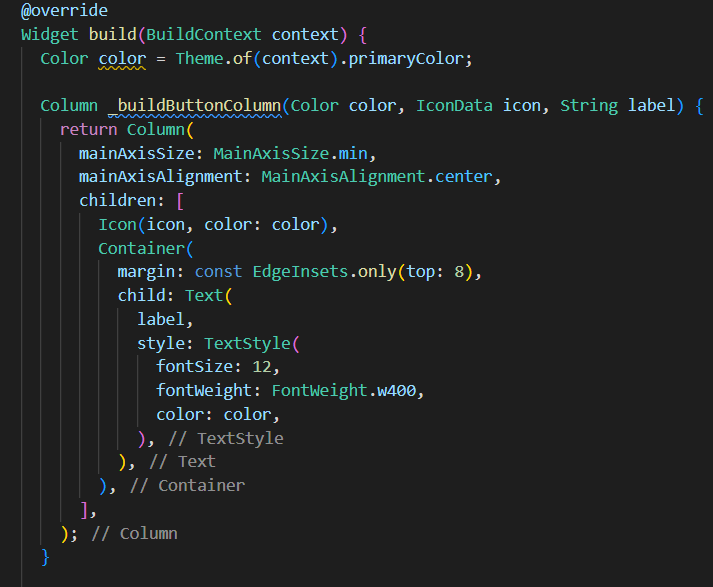 @override
Widget build(BuildContext context) {
  Color color = Theme.of(context).primaryColor;

  Column _buildButtonColumn(Color color, IconData icon, String label) {
    return Column(
      mainAxisSize: MainAxisSize.min,
      mainAxisAlignment: MainAxisAlignment.center,
      children: [
        Icon(icon, color: color),
        Container(
          margin: const EdgeInsets.only(top: 8),
          child: Text(
            label,
            style: TextStyle(
              fontSize: 12,
              fontWeight: FontWeight.w400,
              color: color,
            ), // TextStyle
          ), // Text
        ), // Container
      ],
    ); // Column
  }